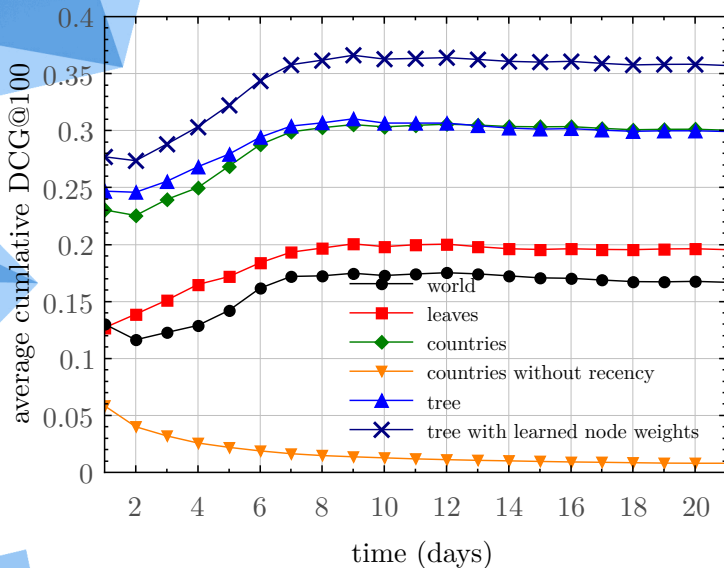 average cumlative DCG@100
0.4
0.35
0.3
0.25
0.2
0.15
0.1
0.05
0
world
leaves
countries
countries without recency
tree
tree with learned node weights
2 4 6 8 10 12 14 16 18 20
time (days)